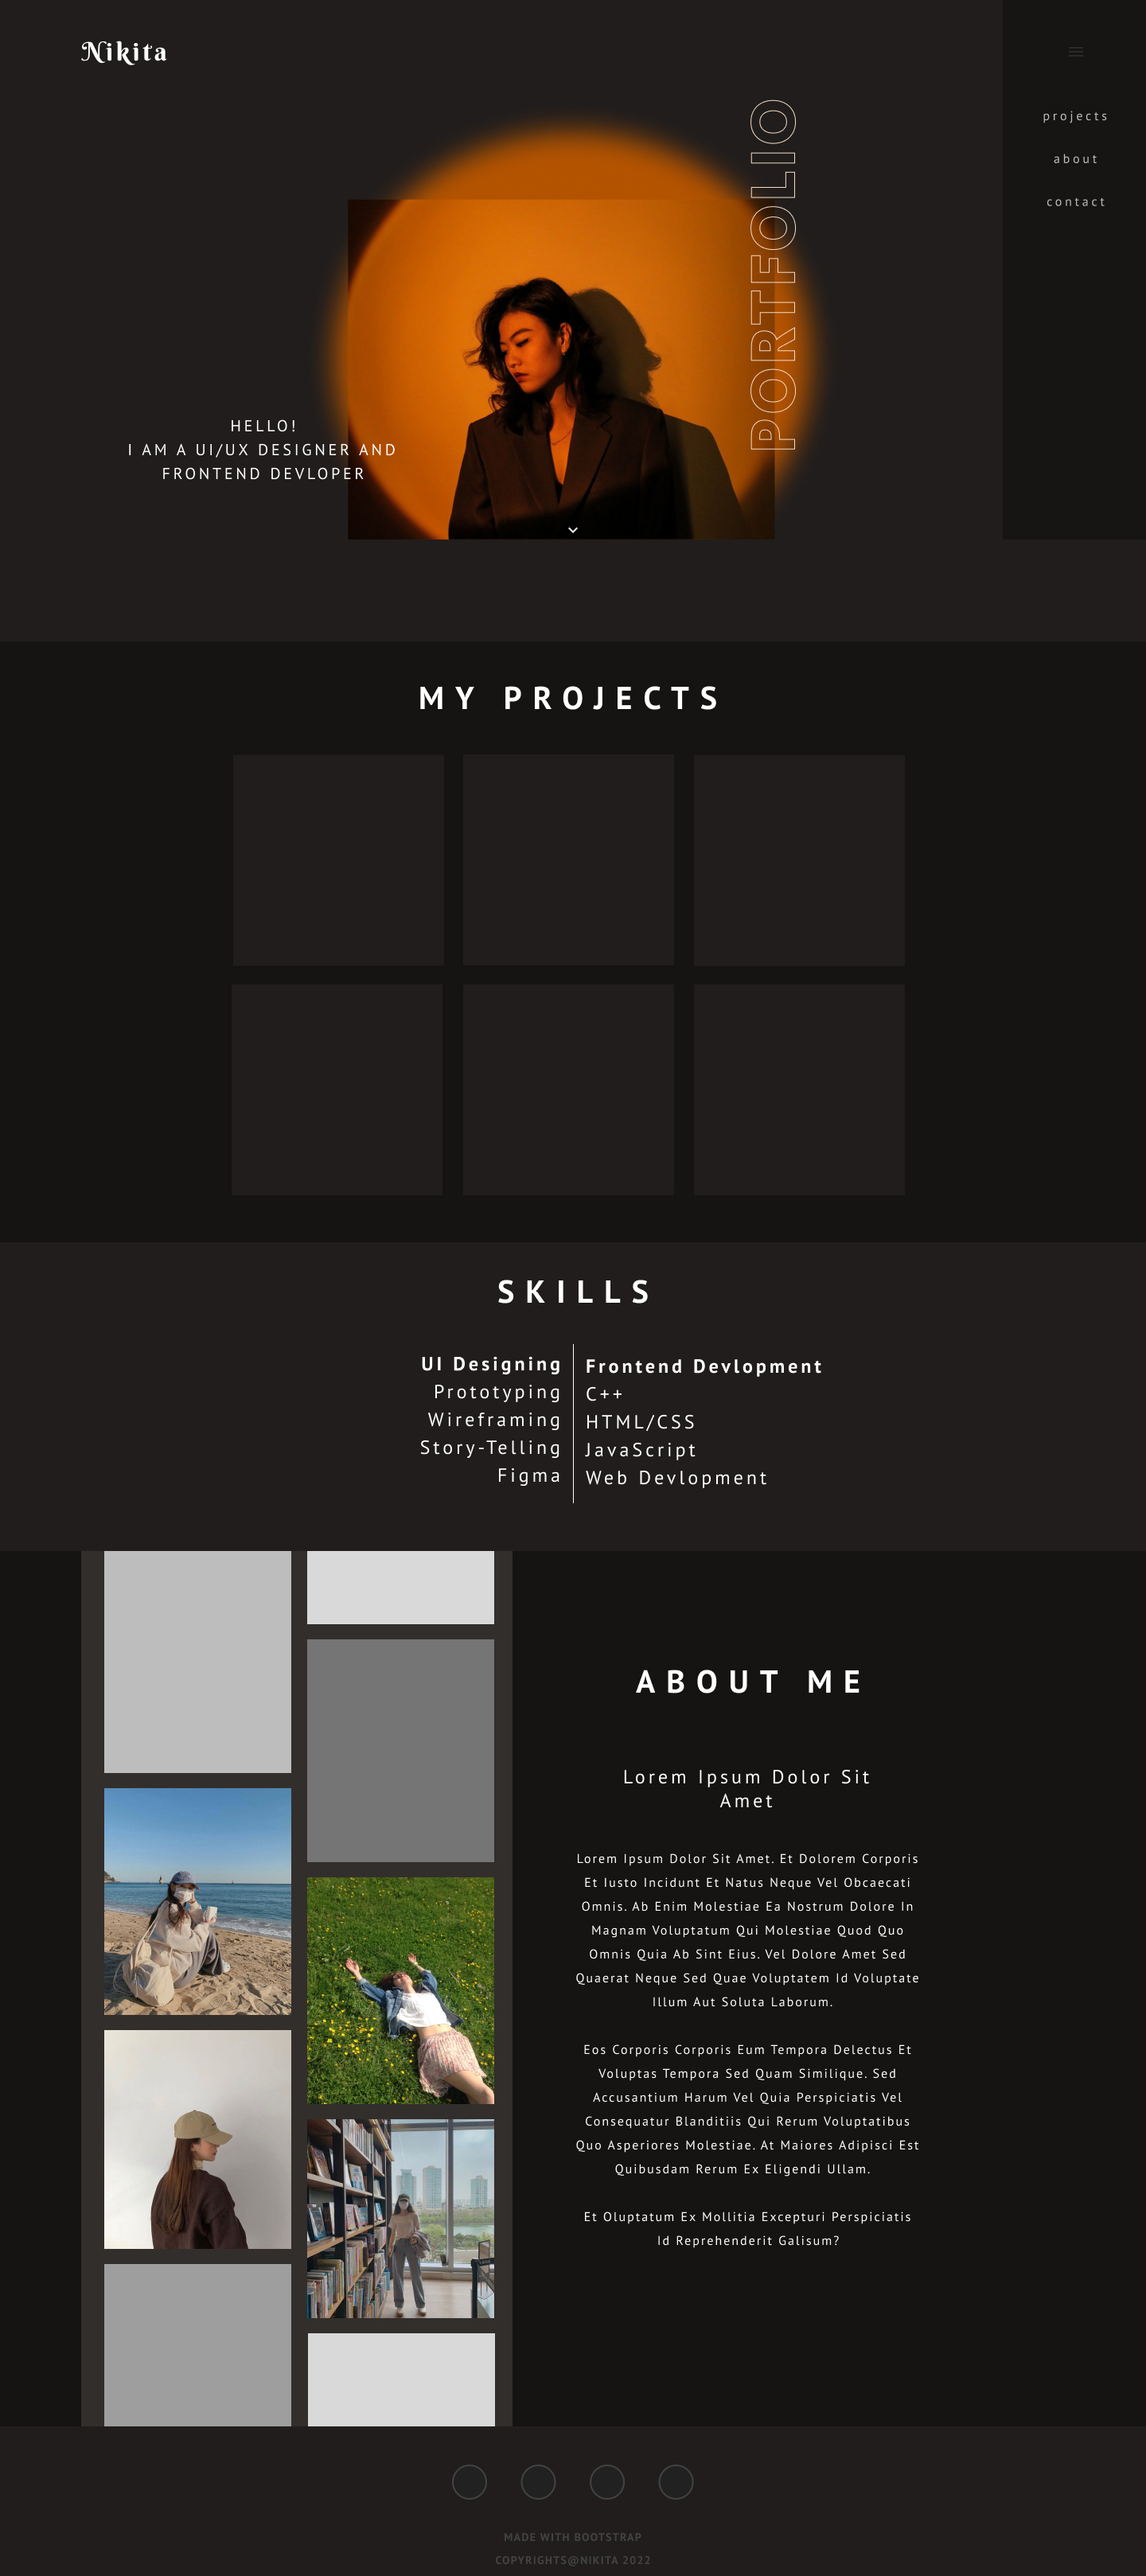 Nikita
projects
about
contact
PORTFOLIO
HELLO!
I AM A UI/UX DESIGNER AND
FRONTEND DEVLOPER
MY PROJECTS
SKILLS
UI Designing
Prototyping
Wireframing
Story-Telling
Figma
Frontend Devlopment
C++
HTML/CSS
JavaScript
Web Devlopment
ABOUT ME
Lorem Ipsum Dolor Sit
Amet
Lorem Ipsum Dolor Sit Amet. Et Dolorem Corporis
Et Iusto Incidunt Et Natus Neque Vel Obcaecati
Omnis. Ab Enim Molestiae Ea Nostrum Dolore In
Magnam Voluptatum Qui Molestiae Quod Quo
Omnis Quia Ab Sint Eius. Vel Dolore Amet Sed
Quaerat Neque Sed Quae Voluptatem Id Voluptate
Illum Aut Soluta Laborum.
Eos Corporis Corporis Eum Tempora Delectus Et
Voluptas Tempora Sed Quam Similique. Sed
Accusantium Harum Vel Quia Perspiciatis Vel
Consequatur Blanditiis Qui Rerum Voluptatibus
Quo Asperiores Molestiae. At Maiores Adipisci Est
Quibusdam Rerum Ex Eligendi Ullam.
Et Oluptatum Ex Mollitia Excepturi Perspiciatis
Id Reprehenderit Galisum?
MADE WITH BOOTSTRAP
COPYRIGHTS@NIKITA 2022